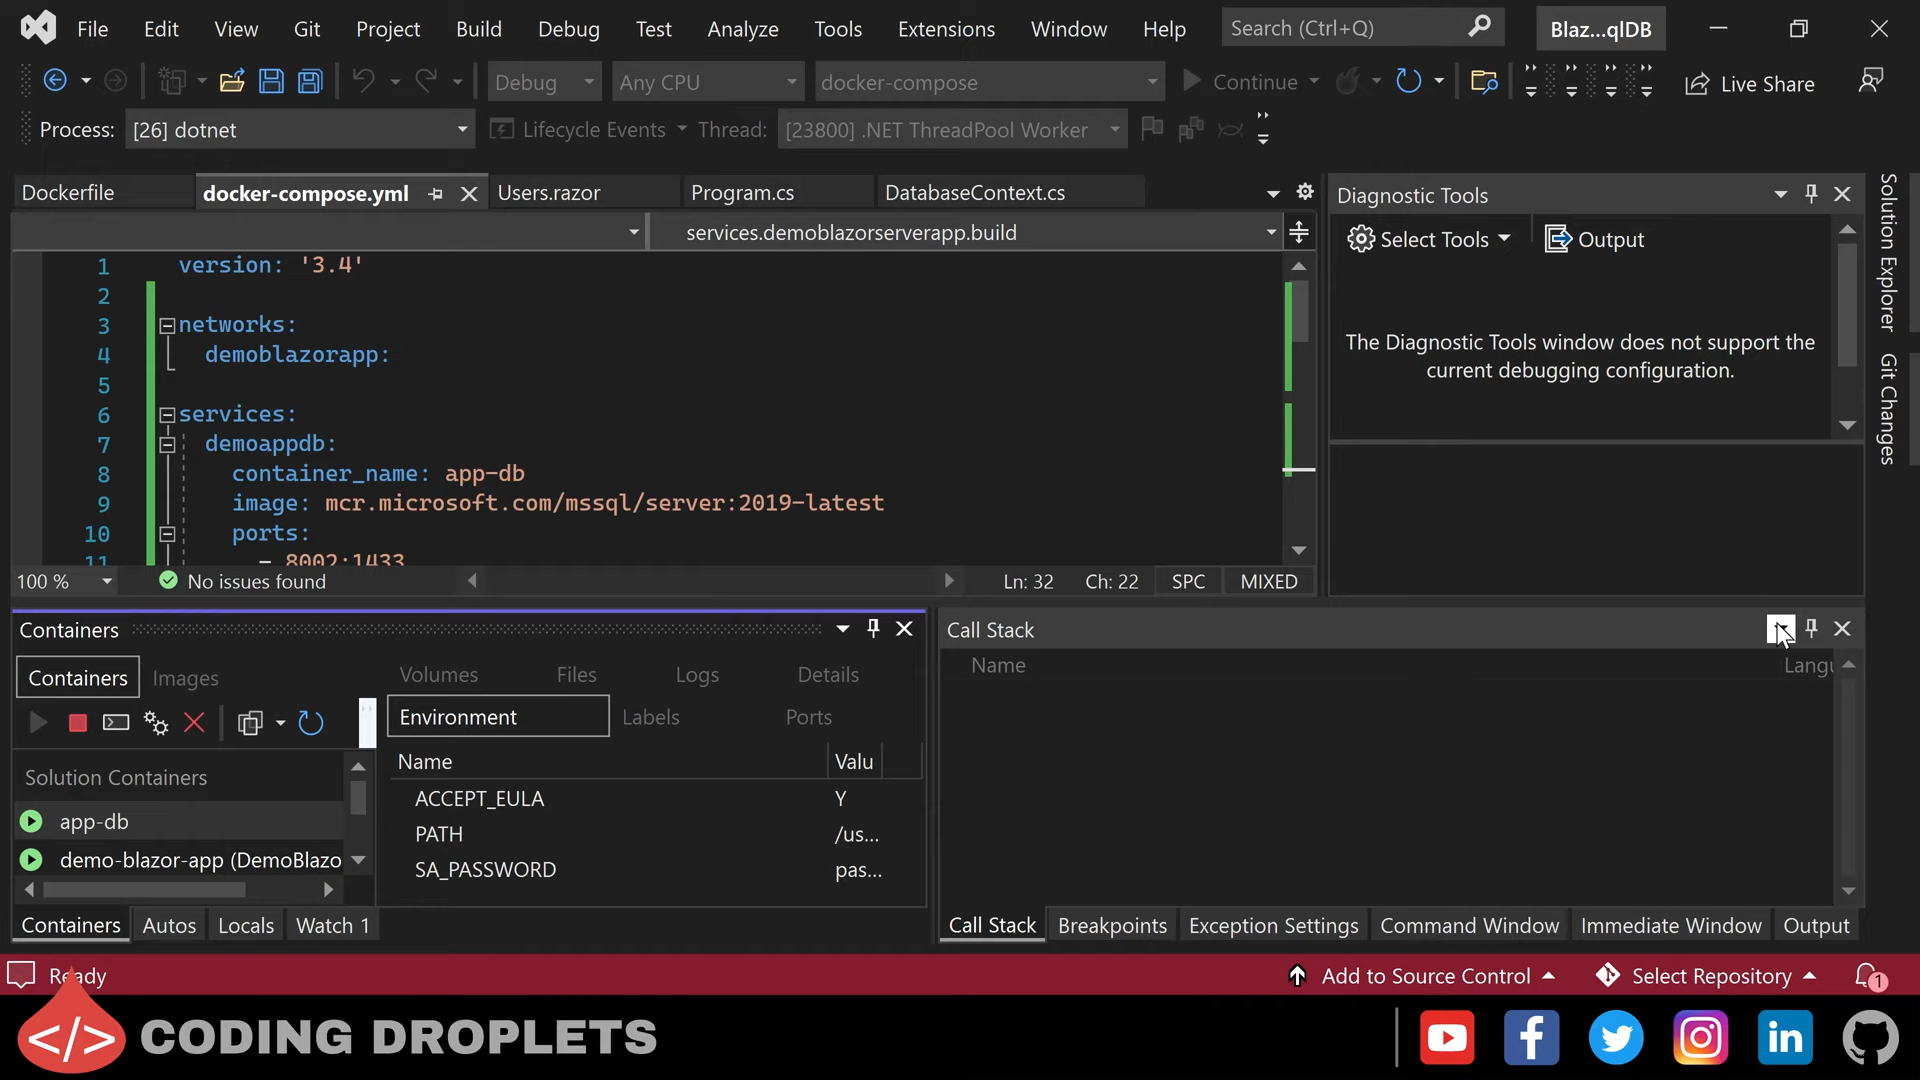 File Edit View Git Project Build Debug Test Analyze Tools Extensions Window Help Search (Ctrl+Q) Blaz...qlDB
Debug Any CPU docker-compose Continue Live Share
Process: [26] dotnet Lifecycle Events Thread: [23800] .NET ThreadPool Worker
Dockerfile docker-compose.yml Users.razor Program.cs DatabaseContext.cs
services.demoblazorserverapp.build
1 version: '3.4'
2
3 networks:
4 demoblazorapp:
5
6 services:
7 demoappdb:
8 container_name: app-db
9 image: mcr.microsoft.com/mssql/server:2019-latest
10 ports:
11 - 8002:1433
100 % No issues found Ln: 32 Ch: 22 SPC MIXED
Diagnostic Tools
Select Tools Output
The Diagnostic Tools window does not support the
current debugging configuration.
Solution Explorer
Git Changes
Containers
Containers Images
Solution Containers
app-db
demo-blazor-app (DemoBlazo
Volumes Files Logs Details
Environment Labels Ports
Name Valu
ACCEPT_EULA Y
PATH /us...
SA_PASSWORD pas...
Containers Autos Locals Watch 1
Call Stack
Name Langu
Call Stack Breakpoints Exception Settings Command Window Immediate Window Output
Ready Add to Source Control Select Repository 1
</> CODING DROPLETS